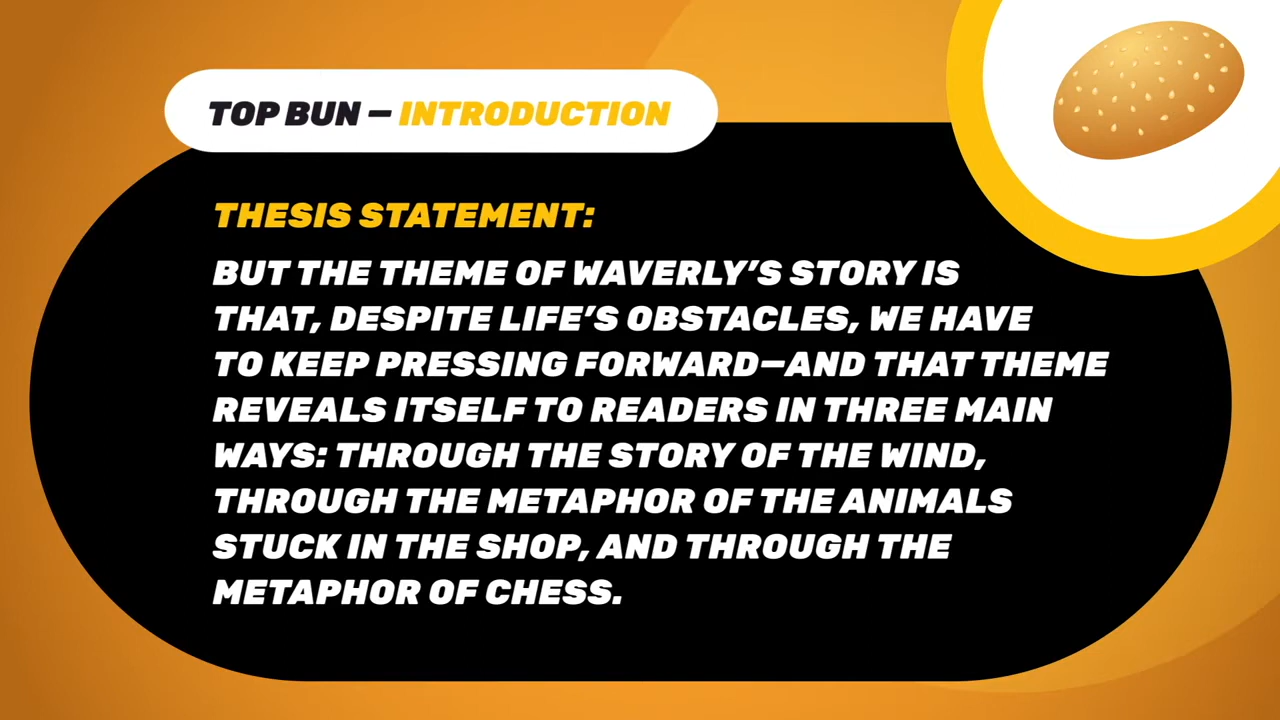 TOP BUN – INTRODUCTION
THESIS STATEMENT:
BUT THE THEME OF WAVERLY'S STORY IS
THAT, DESPITE LIFE'S OBSTACLES, WE HAVE
TO KEEP PRESSING FORWARD—AND THAT THEME
REVEALS ITSELF TO READERS IN THREE MAIN
WAYS: THROUGH THE STORY OF THE WIND,
THROUGH THE METAPHOR OF THE ANIMALS
STUCK IN THE SHOP, AND THROUGH THE
METAPHOR OF CHESS.